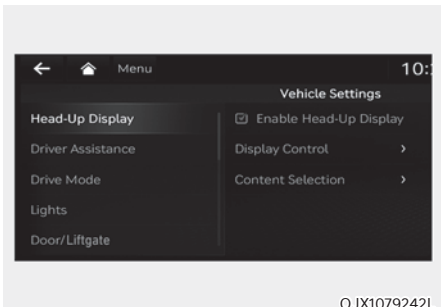 Menu
10:
Vehicle Settings
Head-Up Display
Enable Head-Up Display
Driver Assistance
Display Control
Drive Mode
Content Selection
Lights
Door/Liftgate
OJX1079242L